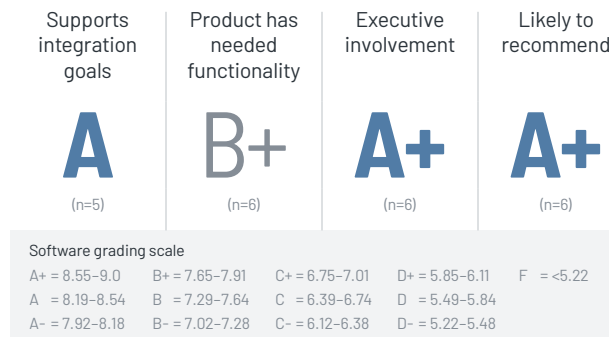 Supports integration goals
Product has needed functionality
Executive involvement
Likely to recommend
A
B+
A+
A+
(n=5)
(n=6)
(n=6)
(n=6)
Software grading scale
A+ = 8.55–9.0 B+ = 7.65–7.91 C+ = 6.75–7.01 D+ = 5.85–6.11 F = <5.22
A = 8.19–8.54 B = 7.29–7.64 C = 6.39–6.74 D = 5.49–5.84
A- = 7.92–8.18 B- = 7.02–7.28 C- = 6.12–6.38 D- = 5.22–5.48